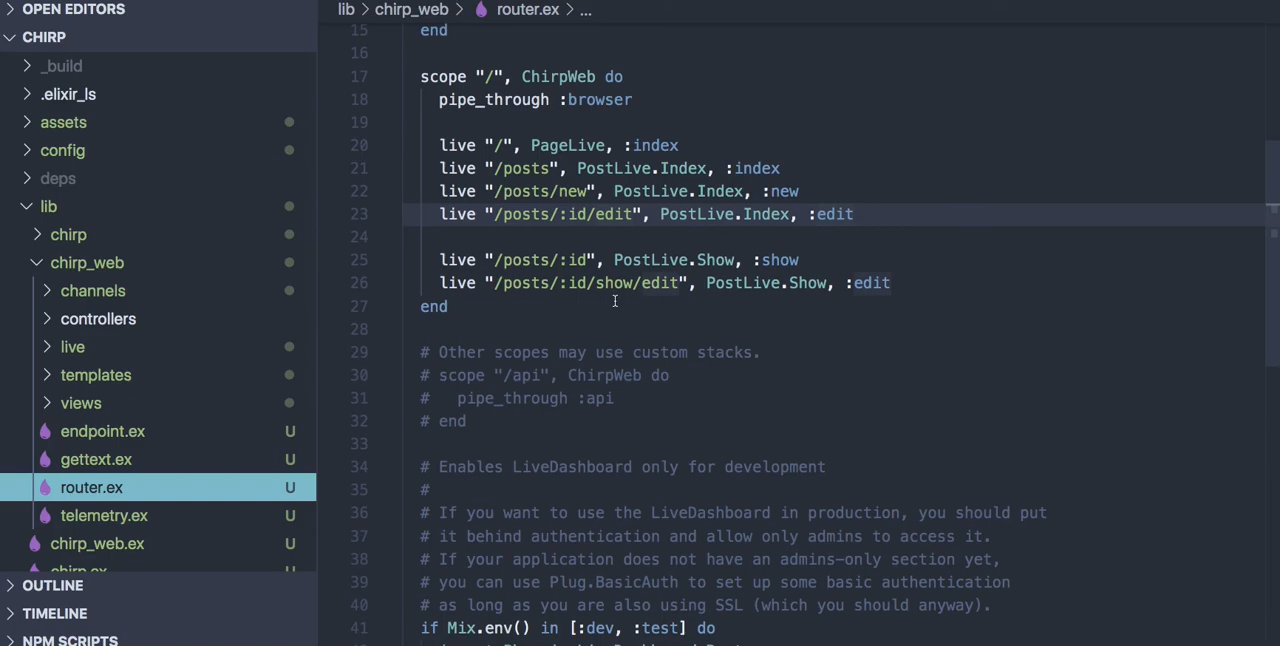 OPEN EDITORS
CHIRP
_build
.elixir_ls
assets
config
deps
lib
chirp
chirp_web
channels
controllers
live
templates
views
endpoint.ex U
gettext.ex U
router.ex U
telemetry.ex U
chirp_web.ex U
chirp.ex U
OUTLINE
TIMELINE
NPM SCRIPTS
lib > chirp_web > router.ex > ...
15 end
16
17 scope "/", ChirpWeb do
18 pipe_through :browser
19
20 live "/", PageLive, :index
21 live "/posts", PostLive.Index, :index
22 live "/posts/new", PostLive.Index, :new
23 live "/posts/:id/edit", PostLive.Index, :edit
24
25 live "/posts/:id", PostLive.Show, :show
26 live "/posts/:id/show/edit", PostLive.Show, :edit
27 end
28
29 # Other scopes may use custom stacks.
30 # scope "/api", ChirpWeb do
31 #   pipe_through :api
32 # end
33
34 # Enables LiveDashboard only for development
35 #
36 # If you want to use the LiveDashboard in production, you should put
37 # it behind authentication and allow only admins to access it.
38 # If your application does not have an admins-only section yet,
39 # you can use Plug.BasicAuth to set up some basic authentication
40 # as long as you are also using SSL (which you should anyway).
41 if Mix.env() in [:dev, :test] do